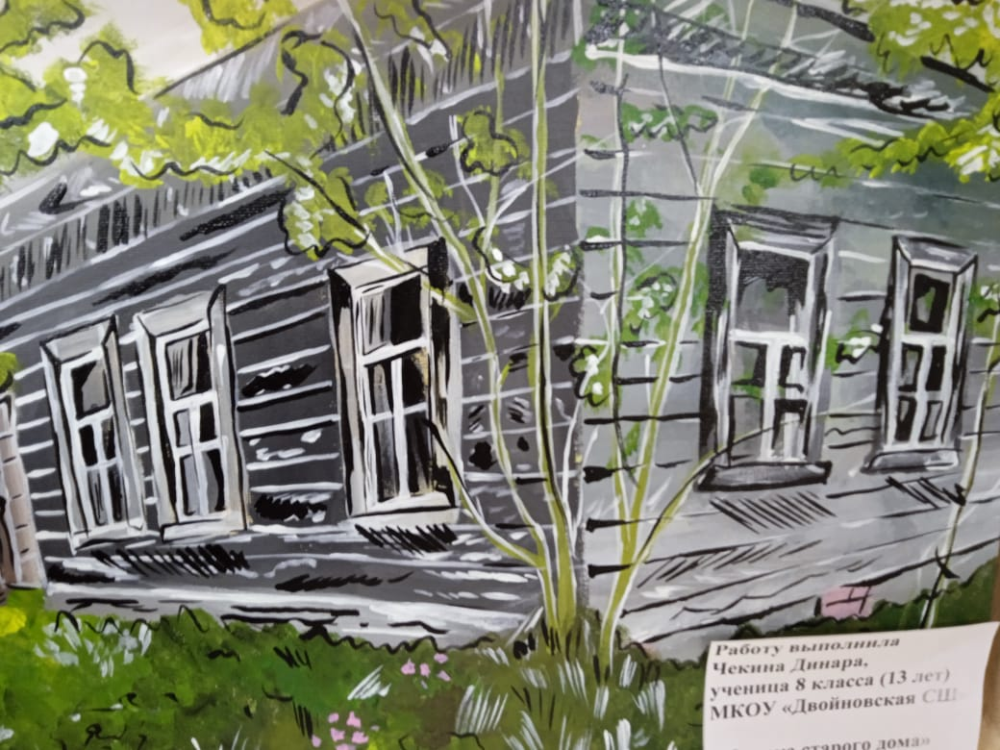 Работу выполнила
Чекина Динара,
ученица 8 класса (13 лет)
МКОУ «Двойновская СШ
старого дома»